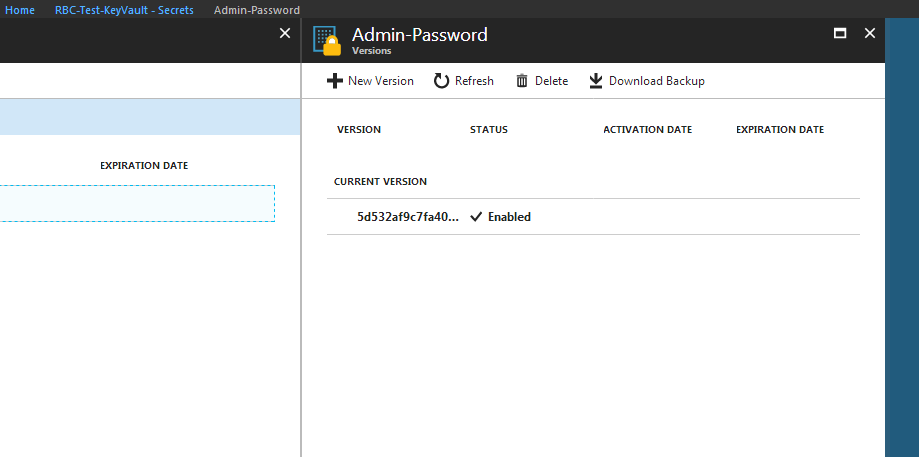 Home RBC-Test-KeyVault - Secrets Admin-Password
EXPIRATION DATE
Admin-Password
Versions
New Version Refresh Delete Download Backup
VERSION STATUS ACTIVATION DATE EXPIRATION DATE
CURRENT VERSION
5d532af9c7fa40... Enabled